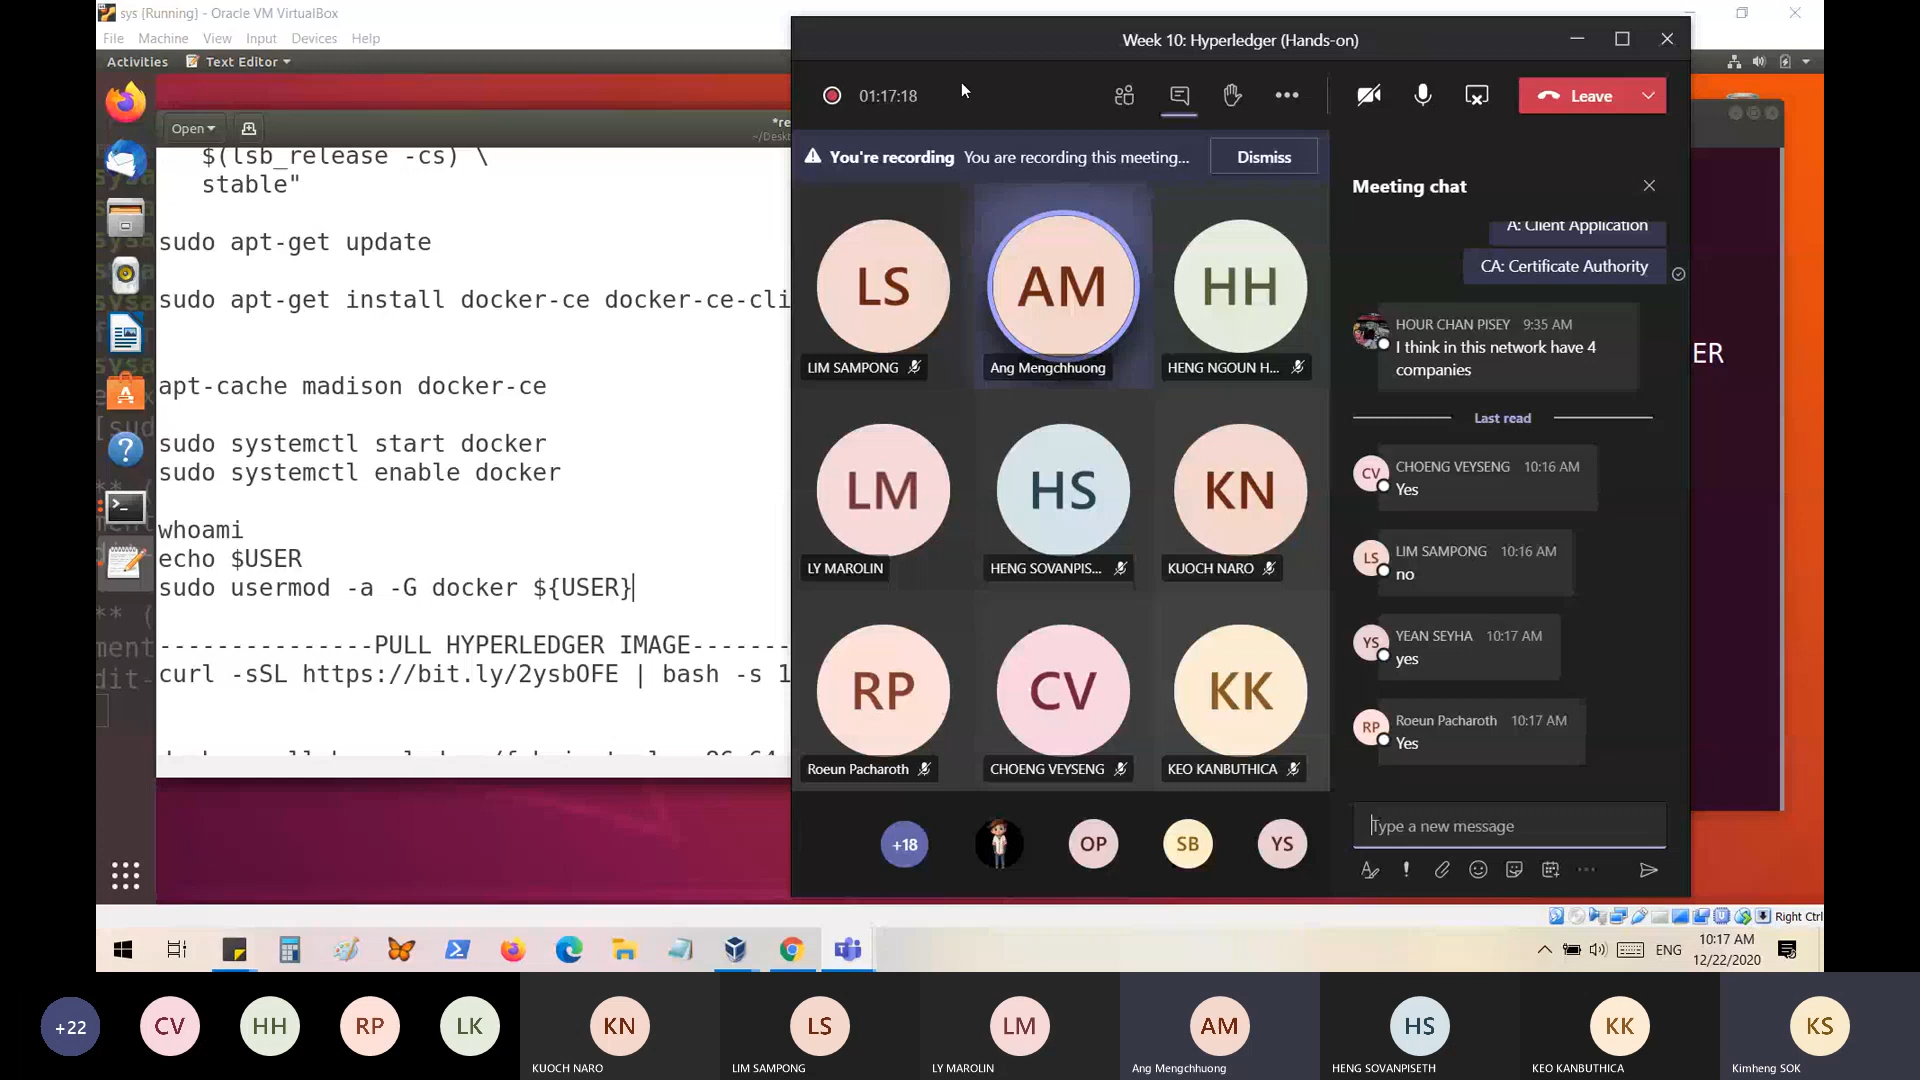 sys [Running] - Oracle VM VirtualBox
File Machine View Input Devices Help
Activities Text Editor
Open
$(lsb_release -cs) \
stable"
sudo apt-get update
sudo apt-get install docker-ce docker-ce-cli
apt-cache madison docker-ce
sudo systemctl start docker
sudo systemctl enable docker
whoami
echo $USER
sudo usermod -a -G docker ${USER}
---------------PULL HYPERLEDGER IMAGE-------
curl -sSL https://bit.ly/2ysbOFE | bash -s 1
ER
Week 10: Hyperledger (Hands-on)
01:17:18
Leave
You're recording You are recording this meeting...
Dismiss
LS
AM
HH
LIM SAMPONG
Ang Mengchhuong
HENG NGOUN H...
LM
HS
KN
LY MAROLIN
HENG SOVANPIS...
KUOCH NARO
RP
CV
KK
Roeun Pacharoth
CHOENG VEYSENG
KEO KANBUTHICA
+18
OP
SB
YS
Meeting chat
A: Client Application
CA: Certificate Authority
HOUR CHAN PISEY 9:35 AM
I think in this network have 4
companies
Last read
CV
CHOENG VEYSENG 10:16 AM
Yes
LS
LIM SAMPONG 10:16 AM
no
YS
YEAN SEYHA 10:17 AM
yes
RP
Roeun Pacharoth 10:17 AM
Yes
Type a new message
Right Ctrl
ENG
10:17 AM
12/22/2020
+22
CV
HH
RP
LK
KN
LS
LM
AM
HS
KK
KS
KUOCH NARO
LIM SAMPONG
LY MAROLIN
Ang Mengchhuong
HENG SOVANPISETH
KEO KANBUTHICA
Kimheng SOK